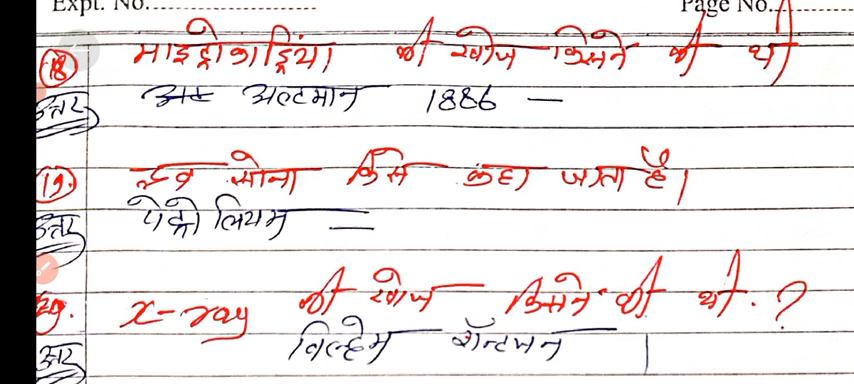 Expt. No.
Page No.
18 माइट्रोकाड्रिंया की खोज किसने की थी
उत्तर अल्टमान 1886 —
19. द्रव सोना किसे कहा जाता है।
उत्तर पेट्रोलियम =
20. x-ray की खोज किसने की थी. ?
उत्तर विल्हेम रॉन्टजन |